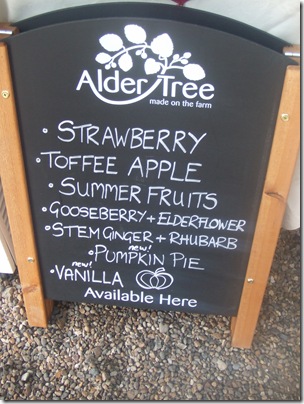 Alder Tree
made on the farm
• STRAWBERRY
• TOFFEE APPLE
• SUMMER FRUITS
• GOOSEBERRY + ELDERFLOWER
• STEM GINGER + RHUBARB
new!
• PUMPKIN PIE
new!
• VANILLA
Available Here